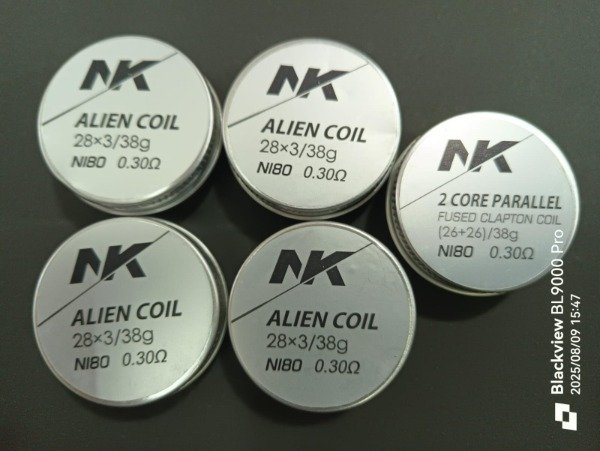 NK
ALIEN COIL
28×3/38g
NI80 0.30Ω
NK
ALIEN COIL
28×3/38g
NI80 0.30Ω
NK
2 CORE PARALLEL
FUSED CLAPTON COIL
(26+26)/38g
NI80 0.30Ω
NK
ALIEN COIL
28×3/38g
NI80 0.30Ω
NK
ALIEN COIL
28×3/38g
NI80 0.30Ω
Blackview BL9000 Pro
2025/08/09 15:47